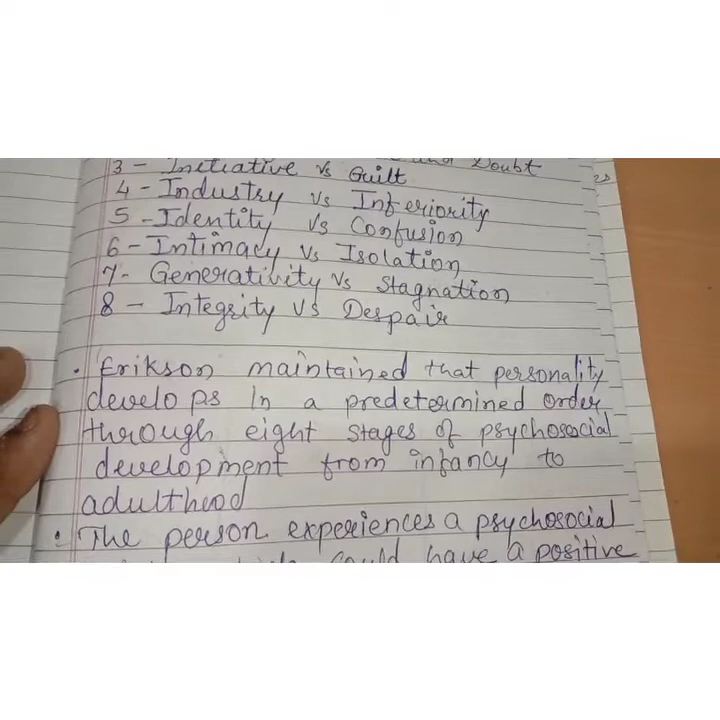 and Doubt
3 - Initiative vs Guilt
4 - Industry vs Inferiority
5 - Identity vs Confusion
6 - Intimacy vs Isolation
7 - Generativity vs Stagnation
8 - Integrity vs Despair
• Erikson maintained that personality
develops In a predetermined order
through eight stages of psychosocial
development from infancy to
adulthood
• The person experiences a psychosocial
could have a positive